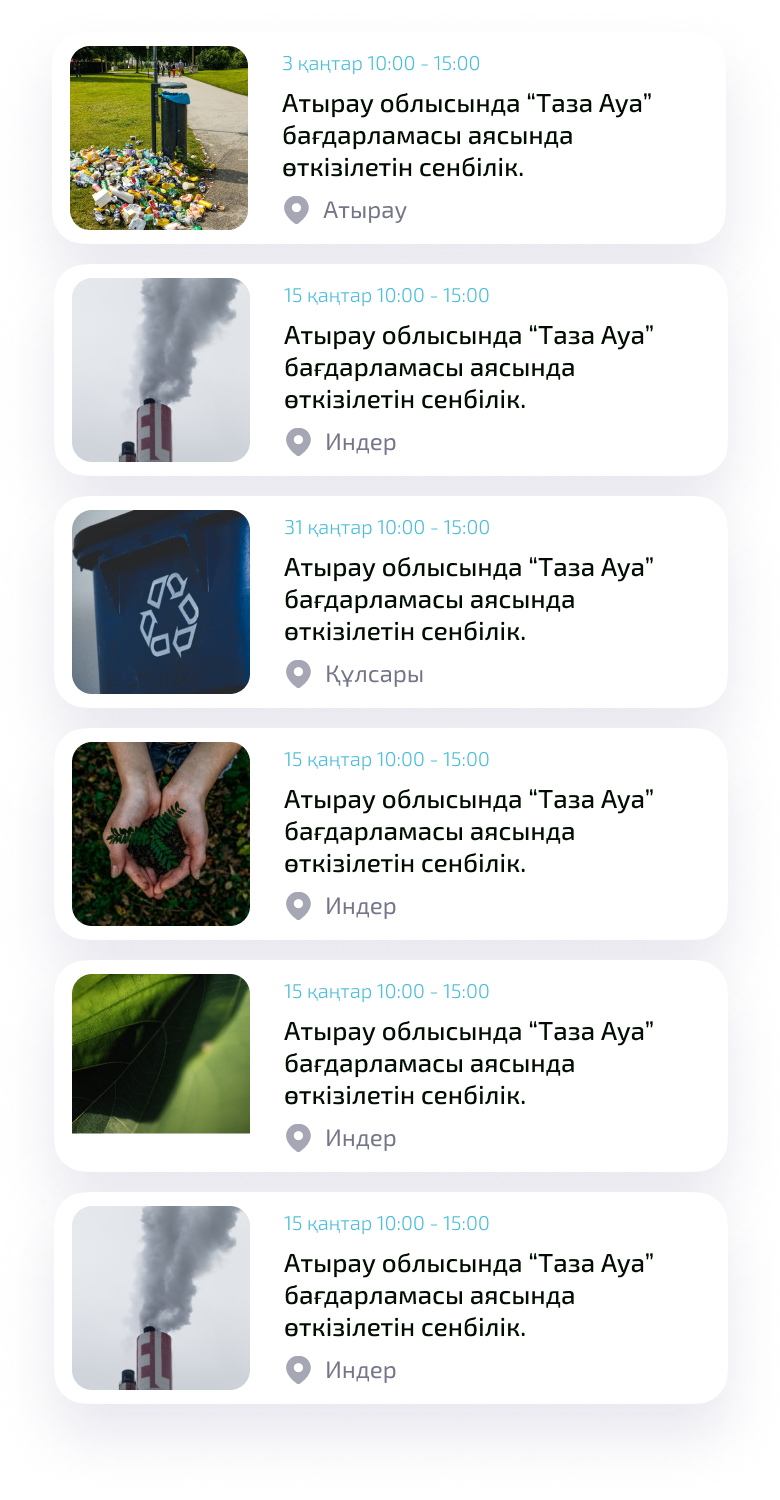 3 қаңтар 10:00 - 15:00
Атырау облысында “Таза Ауа”
бағдарламасы аясында
өткізілетін сенбілік.
Атырау
15 қаңтар 10:00 - 15:00
Атырау облысында “Таза Ауа”
бағдарламасы аясында
өткізілетін сенбілік.
Индер
31 қаңтар 10:00 - 15:00
Атырау облысында “Таза Ауа”
бағдарламасы аясында
өткізілетін сенбілік.
Құлсары
15 қаңтар 10:00 - 15:00
Атырау облысында “Таза Ауа”
бағдарламасы аясында
өткізілетін сенбілік.
Индер
15 қаңтар 10:00 - 15:00
Атырау облысында “Таза Ауа”
бағдарламасы аясында
өткізілетін сенбілік.
Индер
15 қаңтар 10:00 - 15:00
Атырау облысында “Таза Ауа”
бағдарламасы аясында
өткізілетін сенбілік.
Индер